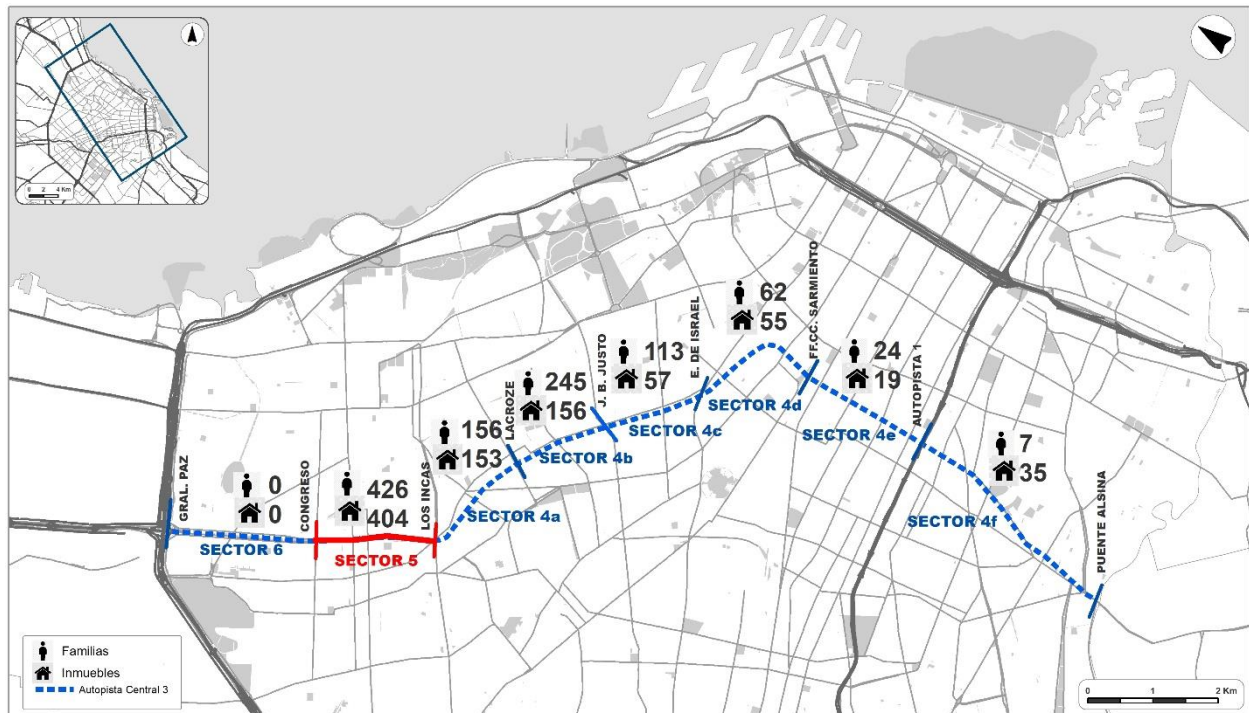 0 2 4 Km
GRAL. PAZ
0
0
SECTOR 6
CONGRESO
426
404
SECTOR 5
LOS INCAS
156
153
SECTOR 4a
LACROZE
245
156
SECTOR 4b
J. B. JUSTO
113
57
SECTOR 4c
E. DE ISRAEL
62
55
SECTOR 4d
FF.CC. SARMIENTO
24
19
SECTOR 4e
AUTOPISTA 1
7
35
SECTOR 4f
PUENTE ALSINA
Familias
Inmuebles
Autopista Central 3
0 1 2 Km